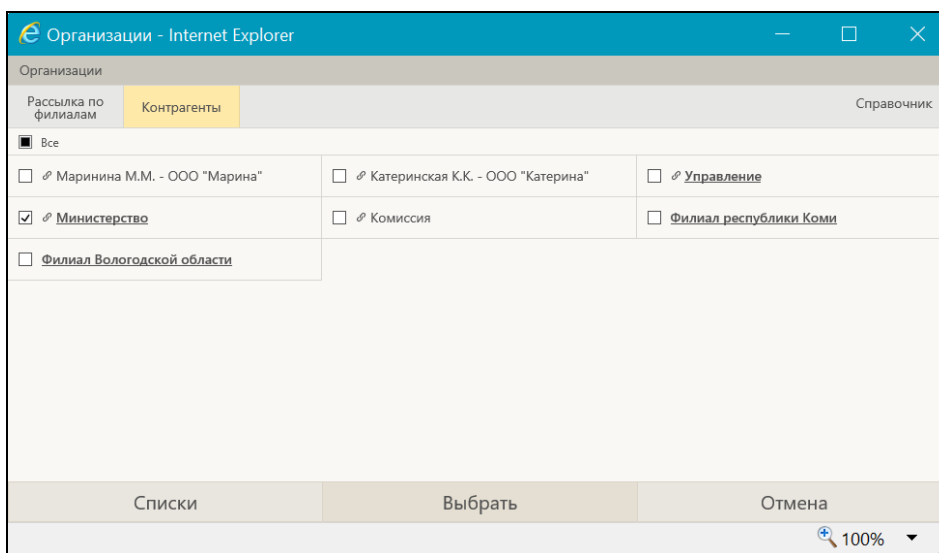 Организации - Internet Explorer
Организации
Рассылка по
филиалам
Контрагенты
Справочник
Все
Маринина М.М. - ООО "Марина"
Катеринская К.К. - ООО "Катерина"
Управление
Министерство
Комиссия
Филиал республики Коми
Филиал Вологодской области
Списки
Выбрать
Отмена
100%